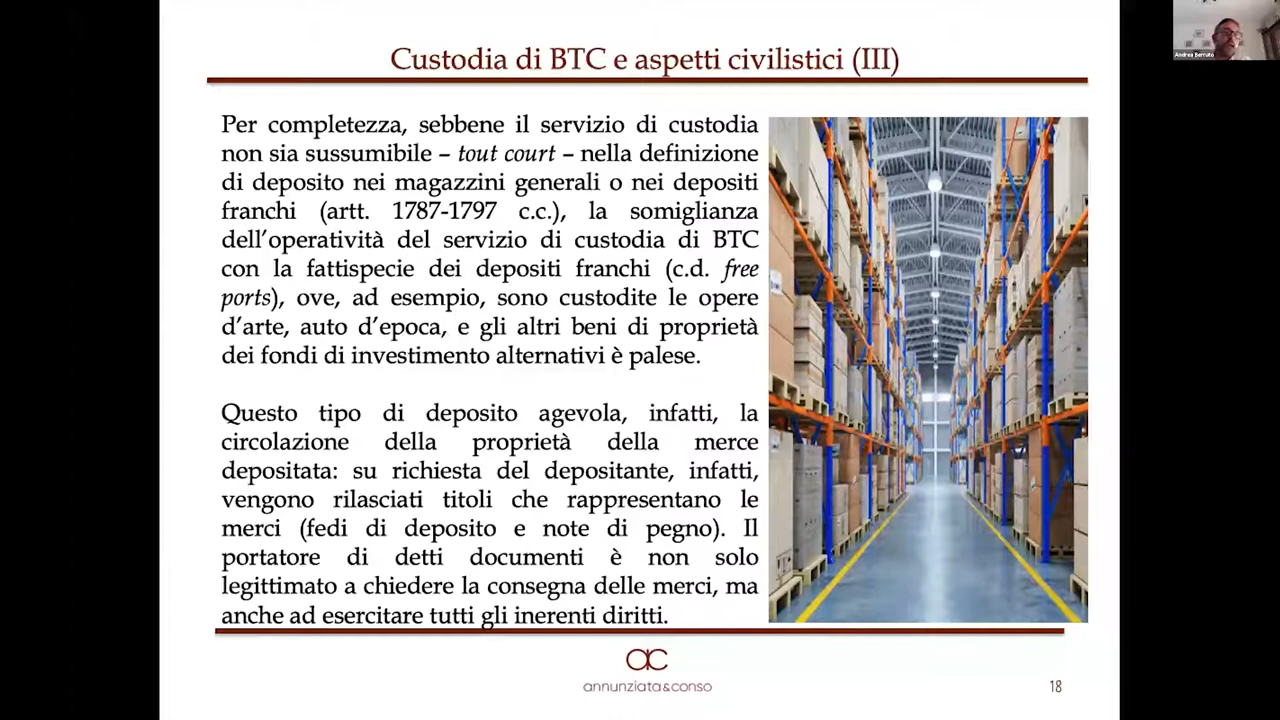 Custodia di BTC e aspetti civilistici (III)
Andrea Berruto
Per completezza, sebbene il servizio di custodia
non sia sussumibile – tout court – nella definizione
di deposito nei magazzini generali o nei depositi
franchi (artt. 1787-1797 c.c.), la somiglianza
dell'operatività del servizio di custodia di BTC
con la fattispecie dei depositi franchi (c.d. free
ports), ove, ad esempio, sono custodite le opere
d'arte, auto d'epoca, e gli altri beni di proprietà
dei fondi di investimento alternativi è palese.
Questo tipo di deposito agevola, infatti, la
circolazione della proprietà della merce
depositata: su richiesta del depositante, infatti,
vengono rilasciati titoli che rappresentano le
merci (fedi di deposito e note di pegno). Il
portatore di detti documenti è non solo
legittimato a chiedere la consegna delle merci, ma
anche ad esercitare tutti gli inerenti diritti.
annunziata&conso
18